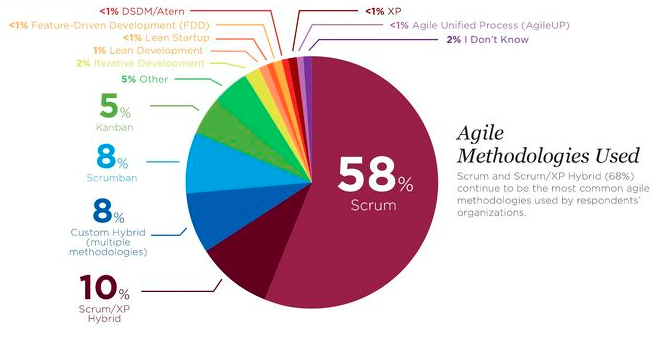 <1% DSDM/Atern
<1% Feature-Driven Development (FDD)
<1% Lean Startup
1% Lean Development
2% Iterative Development
5% Other
5%
Kanban
8%
Scrumban
8%
Custom Hybrid
(multiple
methodologies)
10%
Scrum/XP
Hybrid
<1% XP
<1% Agile Unified Process (AgileUP)
2% I Don't Know
58%
Scrum
Agile
Methodologies Used
Scrum and Scrum/XP Hybrid (68%)
continue to be the most common agile
methodologies used by respondents'
organizations.